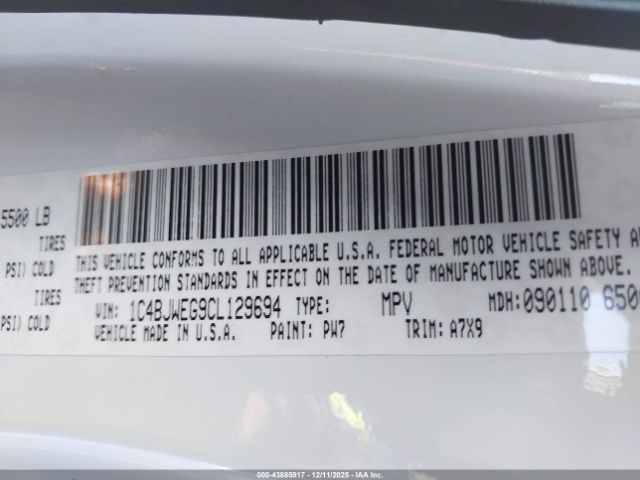 5500 LB
TIRES
PSI) COLD
TIRES
PSI) COLD
THIS VEHICLE CONFORMS TO ALL APPLICABLE U.S.A. FEDERAL MOTOR VEHICLE SAFETY
THEFT PREVENTION STANDARDS IN EFFECT ON THE DATE OF MANUFACTURE SHOWN ABOVE.
VIN: 1C4BJWEG9CL129694 TYPE: MPV MDH: 090110 650
VEHICLE MADE IN U.S.A. PAINT: PW7 TRIM: A7X9
000-43885917 - 12/11/2025 - © IAA Inc.